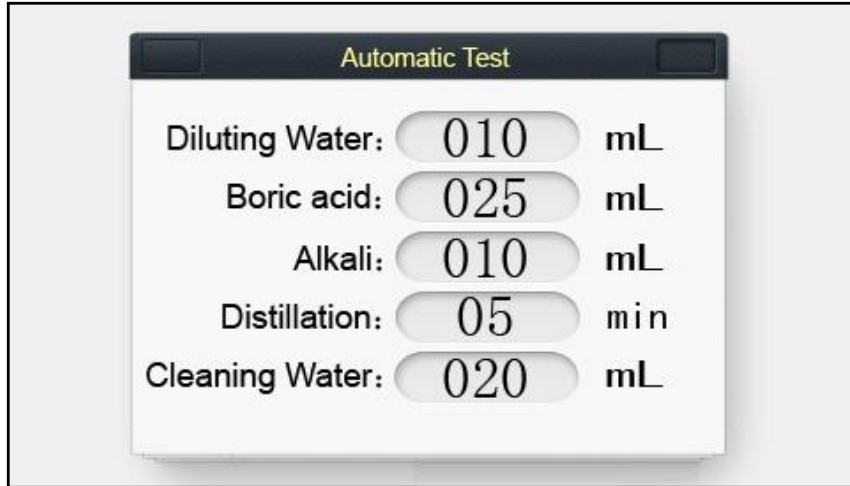 Automatic Test
Diluting Water: 010 mL
Boric acid: 025 mL
Alkali: 010 mL
Distillation: 05 min
Cleaning Water: 020 mL